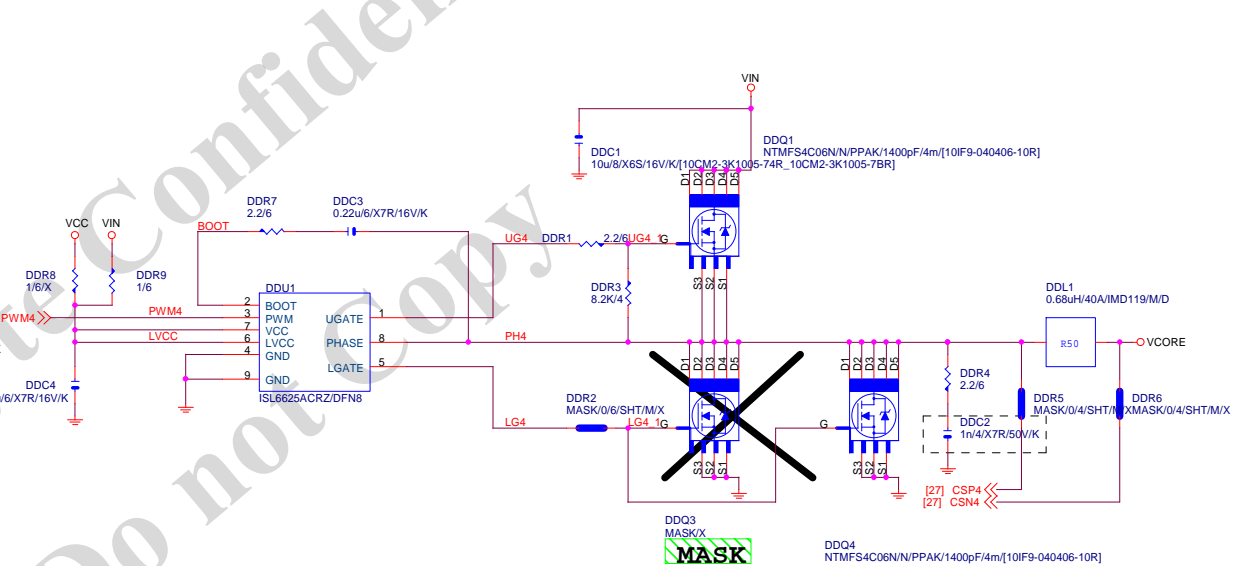 te Confiden
Do not Copy
VIN
DDC1
10u/8/X6S/16V/K/[10CM2-3K1005-74R_10CM2-3K1005-7BR]
DDQ1
NTMFS4C06N/N/PPAK/1400pF/4m/[10IF9-040406-10R]
D1 D2 D3 D4 D5
G
S3 S2 S1
VCC VIN
DDR8
1/6/X
DDR9
1/6
BOOT
DDR7
2.2/6
DDC3
0.22u/6/X7R/16V/K
UG4
DDR1
2.2/6
UG4_1
DDR3
8.2K/4
PWM4
PWM4
LVCC
DDU1
2 BOOT
3 PWM
7 VCC
6 LVCC
4 GND
9 GND
UGATE 1
PHASE 8
LGATE 5
ISL6625ACRZ/DFN8
DDC4
/6/X7R/16V/K
PH4
LG4
DDR2
MASK/0/6/SHT/M/X
LG4_1
D1 D2 D3 D4 D5
G
S3 S2 S1
DDQ3
MASK/X
MASK
D1 D2 D3 D4 D5
G
S3 S2 S1
DDQ4
NTMFS4C06N/N/PPAK/1400pF/4m/[10IF9-040406-10R]
DDR4
2.2/6
DDC2
1n/4/X7R/50V/K
DDL1
0.68uH/40A/IMD119/M/D
R50
VCORE
DDR5
MASK/0/4/SHT/M/X
DDR6
MASK/0/4/SHT/M/X
[27] CSP4
[27] CSN4